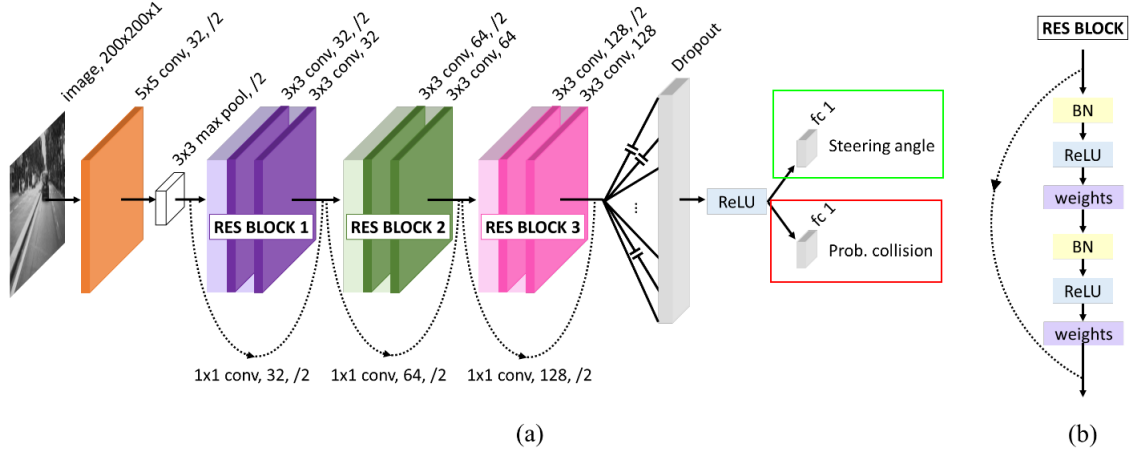 image, 200x200x1
5x5 conv, 32, /2
3x3 max pool, /2
3x3 conv, 32, /2
3x3 conv, 32
3x3 conv, 64, /2
3x3 conv, 64
3x3 conv, 128, /2
3x3 conv, 128
Dropout
RES BLOCK 1
RES BLOCK 2
RES BLOCK 3
...
ReLU
fc 1
Steering angle
fc 1
Prob. collision
1x1 conv, 32, /2
1x1 conv, 64, /2
1x1 conv, 128, /2
(a)
RES BLOCK
BN
ReLU
weights
BN
ReLU
weights
(b)